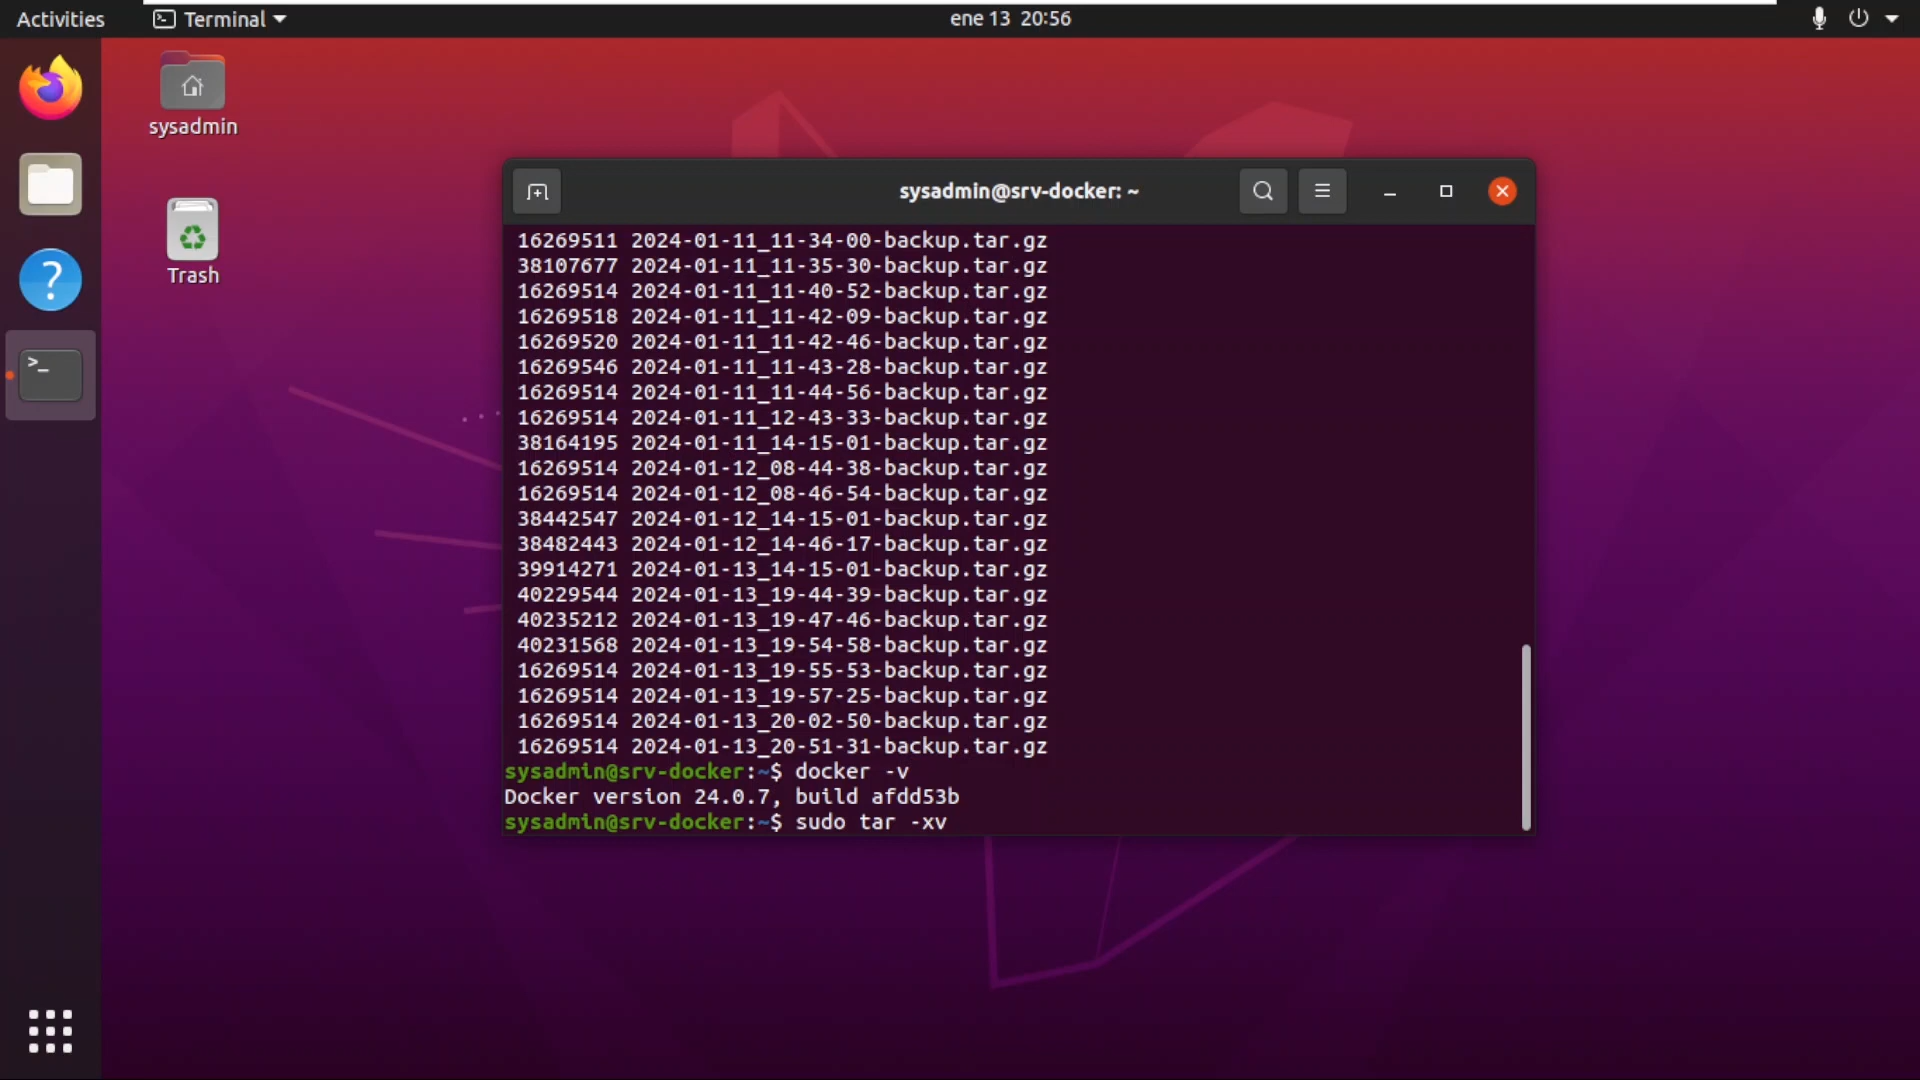 Activities
Terminal
ene 13 20:56
sysadmin
Trash
sysadmin@srv-docker: ~
16269511 2024-01-11_11-34-00-backup.tar.gz
38107677 2024-01-11_11-35-30-backup.tar.gz
16269514 2024-01-11_11-40-52-backup.tar.gz
16269518 2024-01-11_11-42-09-backup.tar.gz
16269520 2024-01-11_11-42-46-backup.tar.gz
16269546 2024-01-11_11-43-28-backup.tar.gz
16269514 2024-01-11_11-44-56-backup.tar.gz
16269514 2024-01-11_12-43-33-backup.tar.gz
38164195 2024-01-11_14-15-01-backup.tar.gz
16269514 2024-01-12_08-44-38-backup.tar.gz
16269514 2024-01-12_08-46-54-backup.tar.gz
38442547 2024-01-12_14-15-01-backup.tar.gz
38482443 2024-01-12_14-46-17-backup.tar.gz
39914271 2024-01-13_14-15-01-backup.tar.gz
40229544 2024-01-13_19-44-39-backup.tar.gz
40235212 2024-01-13_19-47-46-backup.tar.gz
40231568 2024-01-13_19-54-58-backup.tar.gz
16269514 2024-01-13_19-55-53-backup.tar.gz
16269514 2024-01-13_19-57-25-backup.tar.gz
16269514 2024-01-13_20-02-50-backup.tar.gz
16269514 2024-01-13_20-51-31-backup.tar.gz
sysadmin@srv-docker:~$ docker -v
Docker version 24.0.7, build afdd53b
sysadmin@srv-docker:~$ sudo tar -xv